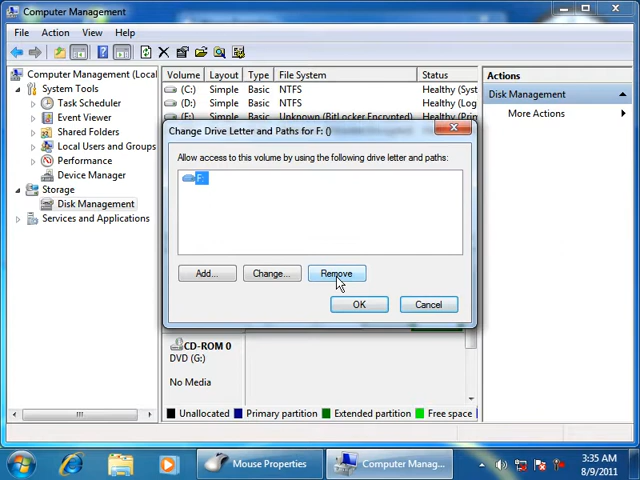 Computer Management
File Action View Help
Computer Management (Local
System Tools
Task Scheduler
Event Viewer
Shared Folders
Local Users and Groups
Performance
Device Manager
Storage
Disk Management
Services and Applications
Volume Layout Type File System Status
(C:) Simple Basic NTFS Healthy (Syst
(D:) Simple Basic NTFS Healthy (Log
(F:) Simple Basic Unknown (BitLocker Encrypted) Healthy (Log
Change Drive Letter and Paths for F: ()
Allow access to this volume by using the following drive letter and paths:
F:
Add... Change... Remove
OK Cancel
CD-ROM 0
DVD (G:)
No Media
Unallocated Primary partition Extended partition Free space
Actions
Disk Management
More Actions
Mouse Properties
Computer Manag...
3:35 AM
8/9/2011